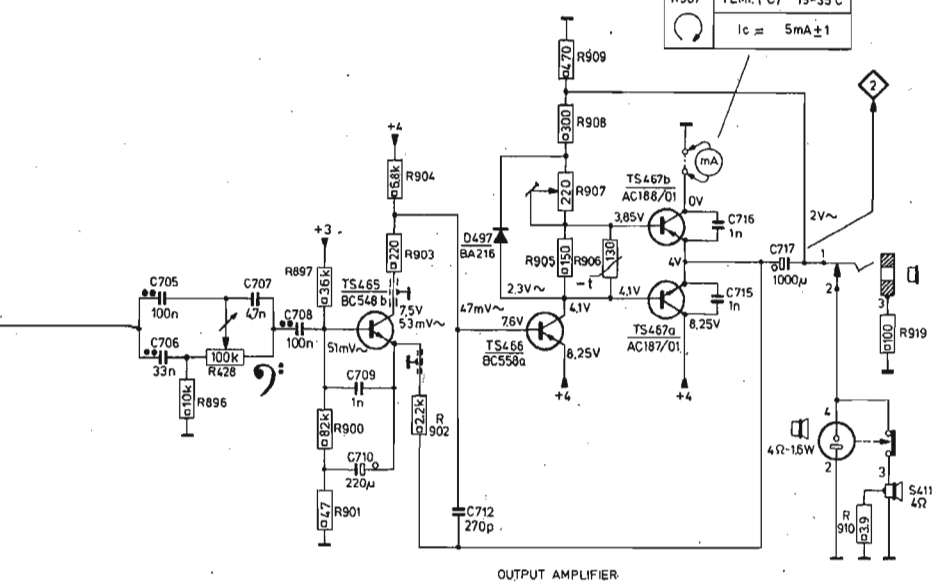 Ic = 5mA±1
470 R909
300 R908
220 R907
D497
BA216
150 R905
R906 130
-t
2,3V~
TS467b
AC188/01
mA
0V
3,85V
C716
1n
4V
4,1V
4,1V
C715
1n
8,25V
TS467a
AC187/01
+4
2
2V~
C717
1000µ
1
2
3
100 R919
+4
6.8k R904
220 R903
+3
R897 36k
TS465
BC548b
7,5V
53mV~
51mV~
47mV~
7,6V
TS466
BC558a
8,25V
+4
C705
100n
C706
33n
C707
4,7n
100k
R428
10k R896
C708
100n
C709
1n
82k R900
C710
220µ
47 R901
2.2k R
902
C712
270p
4
4Ω-1.5W
2
3
S411
4Ω
R
910 3.9
OUTPUT AMPLIFIER